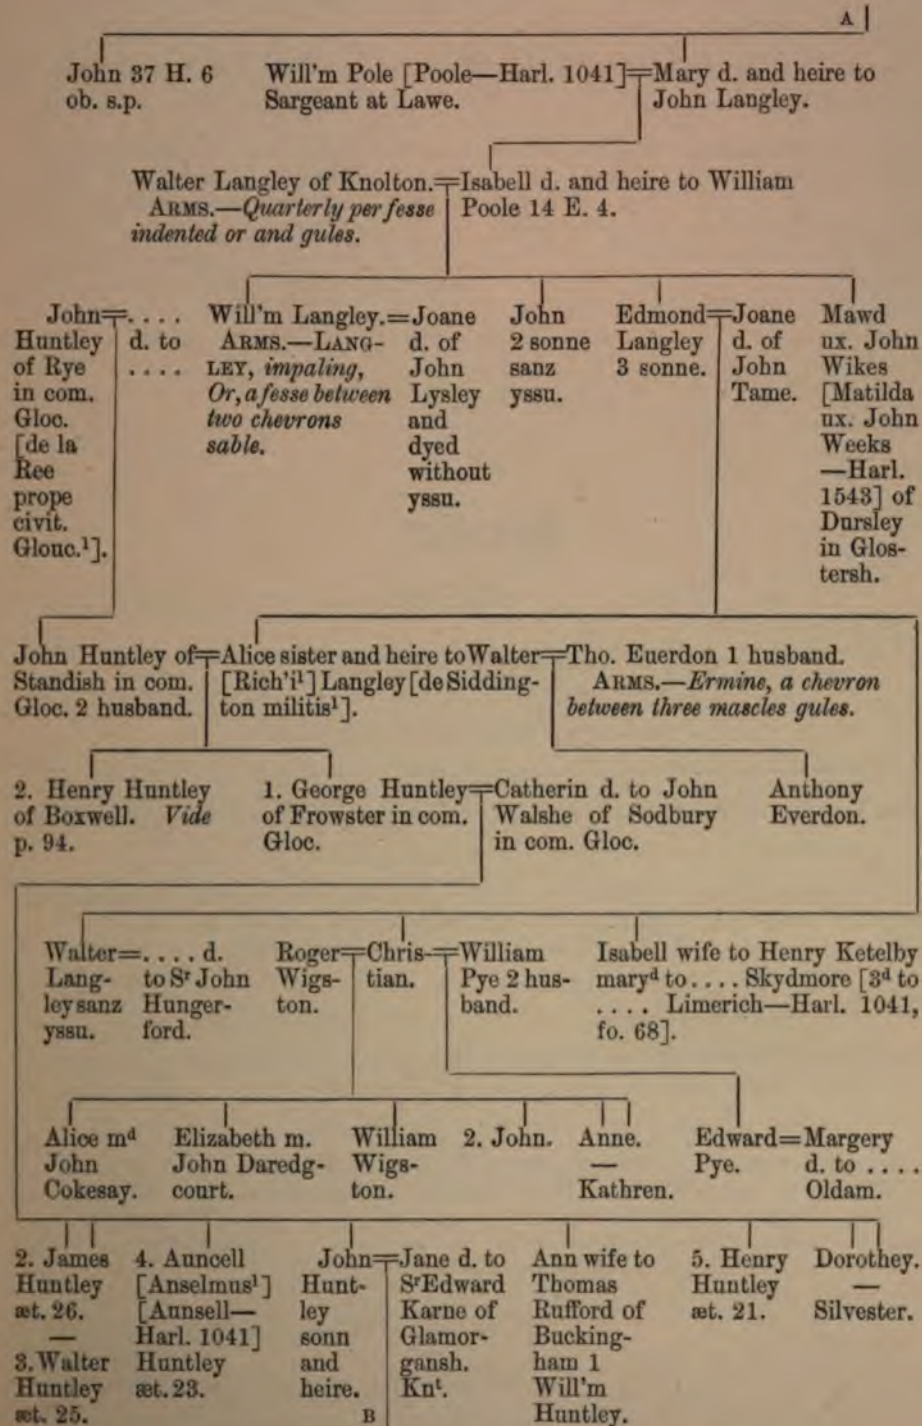 A
John 37 H. 6
ob. s.p.
Will'm Pole [Poole—Harl. 1041]=Mary d. and heire to
Sargeant at Lawe.
John Langley.
Walter Langley of Knolton.=Isabell d. and heire to William
ARMS.—Quarterly per fesse
indented or and gules.
Poole 14 E. 4.
John=. . . .
Huntley
of Rye
in com.
Gloc.
[de la
Ree
prope
civit.
Glouc.¹].
d. to
. . . .
Will'm Langley.=Joane
ARMS.—LANG-
LEY, impaling,
Or, a fesse between
two chevrons
sable.
d. of
John
Lysley
and
dyed
without
yssu.
John
2 sonne
sanz
yssu.
Edmond=Joane
Langley
3 sonne.
d. of
John
Tame.
Mawd
ux. John
Wikes
[Matilda
ux. John
Weeks
—Harl.
1543] of
Dursley
in Glos-
tersh.
John Huntley of=Alice sister and heire to Walter=Tho. Euerdon 1 husband.
Standish in com.
Gloc. 2 husband.
[Rich'i¹] Langley [de Sidding-
ton militis¹].
ARMS.—Ermine, a chevron
between three mascles gules.
2. Henry Huntley
of Boxwell. Vide
p. 94.
1. George Huntley=Catherin d. to John
of Frowster in com.
Gloc.
Walshe of Sodbury
in com. Gloc.
Anthony
Everdon.
Walter=. . . . d.
Lang-
ley sanz
yssu.
to Sʳ John
Hunger-
ford.
Roger=Chris-=William
Wigs-
ton.
tian.
Pye 2 hus-
band.
Isabell wife to Henry Ketelby
maryᵈ to . . . . Skydmore [3ᵈ to
. . . . Limerich—Harl. 1041,
fo. 68].
Alice mᵈ
John
Cokesay.
Elizabeth m.
John Daredg-
court.
William
Wigs-
ton.
2. John.
Anne.
—
Kathren.
Edward=Margery
Pye.
d. to . . . .
Oldam.
2. James
Huntley
æt. 26.
—
3. Walter
Huntley
æt. 25.
4. Auncell
[Anselmus¹]
[Aunsell—
Harl. 1041]
Huntley
æt. 23.
John=Jane d. to
Hunt-
ley
sonn
and
heire.
SʳEdward
Karne of
Glamor-
gansh.
Knᵗ.
B
Ann wife to
Thomas
Rufford of
Bucking-
ham 1
Will'm
Huntley.
5. Henry
Huntley
æt. 21.
Dorothey.
—
Silvester.